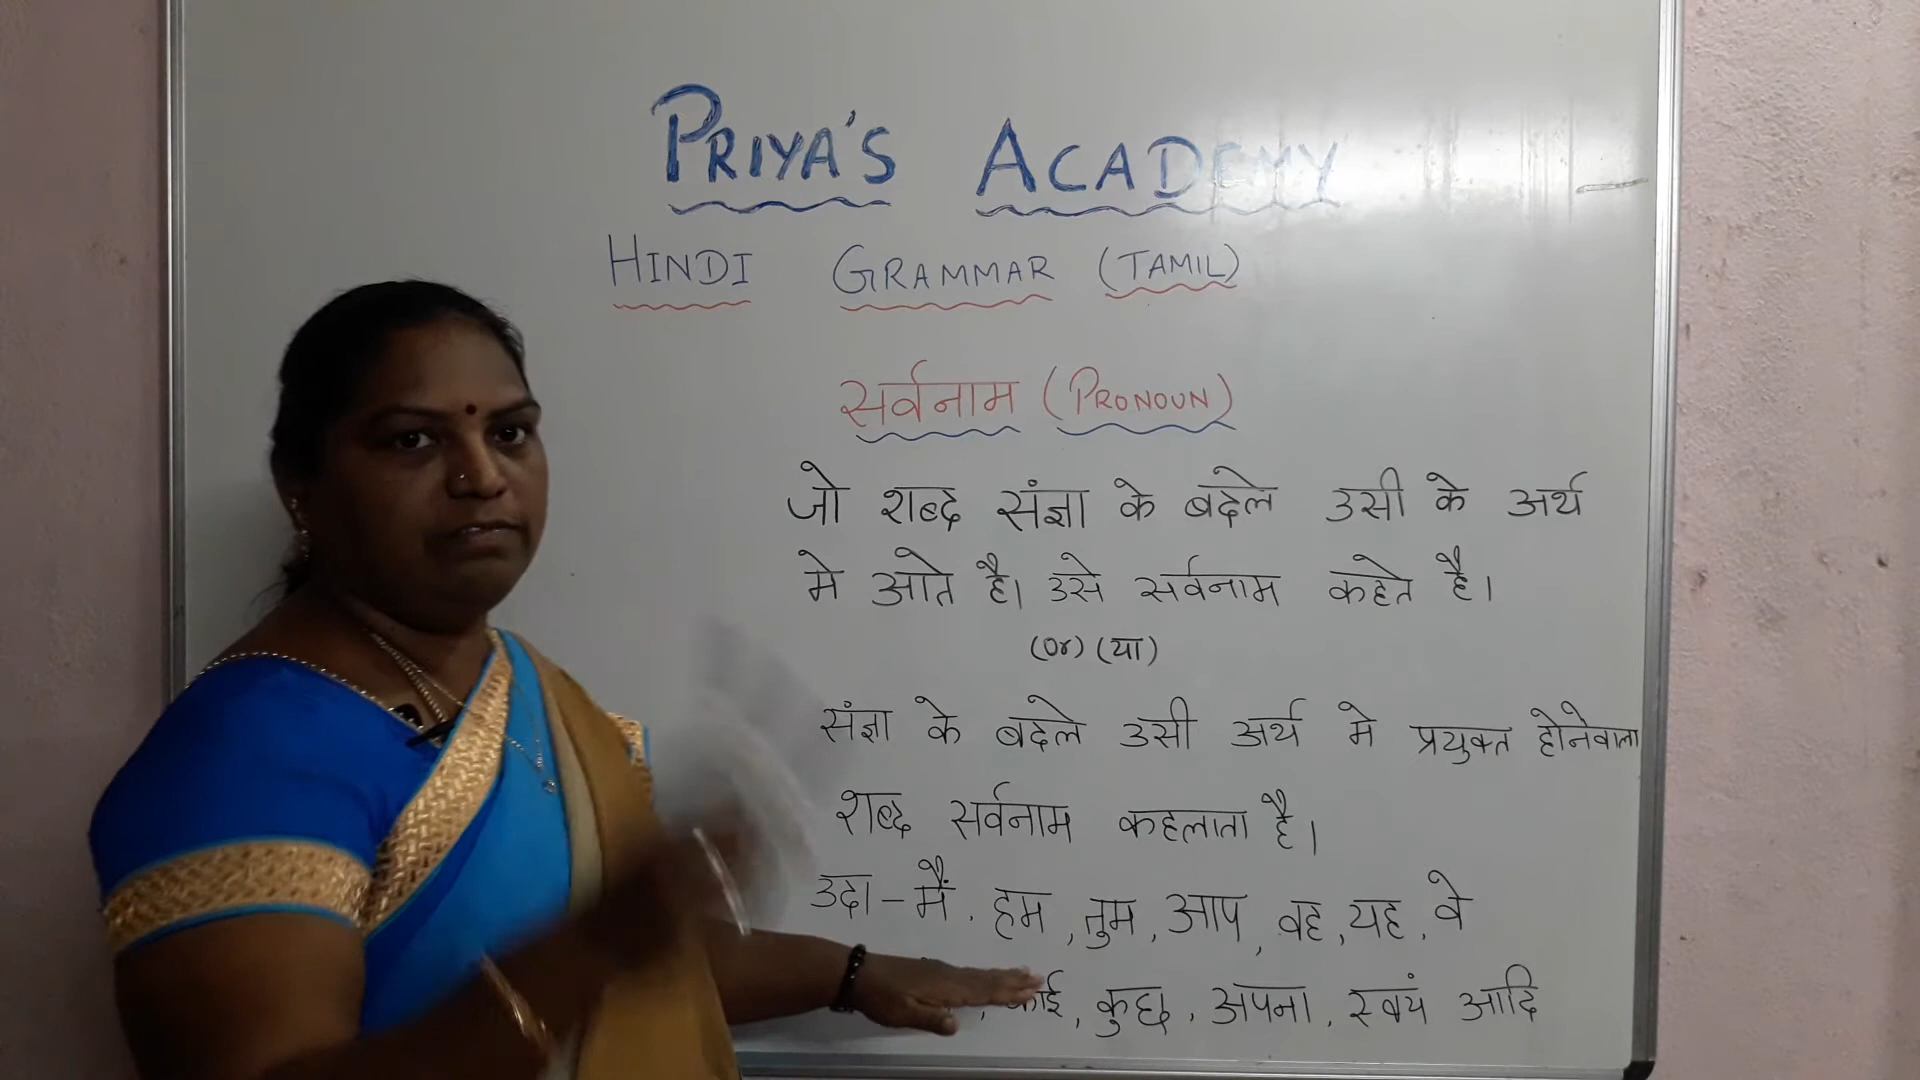 PRIYA'S ACADEMY
HINDI GRAMMAR (TAMIL)
सर्वनाम (PRONOUN)
जो शब्द संज्ञा के बदले उसी के अर्थ
मे आते है। उसे सर्वनाम कहते है।
(or) (या)
संज्ञा के बदले उसी अर्थ मे प्रयुक्त होनेवाला
शब्द सर्वनाम कहलाता है।
उदा - मैं, हम, तुम, आप, वह, यह, वे
, कोई, कुछ, अपना, स्वयं आदि